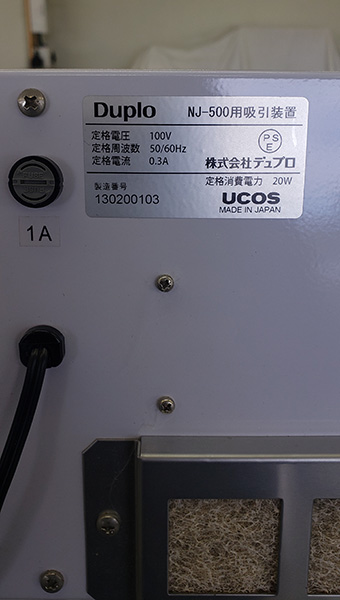 Duplo NJ-500用吸引装置
定格電圧 100V
定格周波数 50/60Hz
定格電流 0.3A
PSE
株式会社デュプロ
製造番号
130200103
定格消費電力 20W
UCOS
MADE IN JAPAN
1A